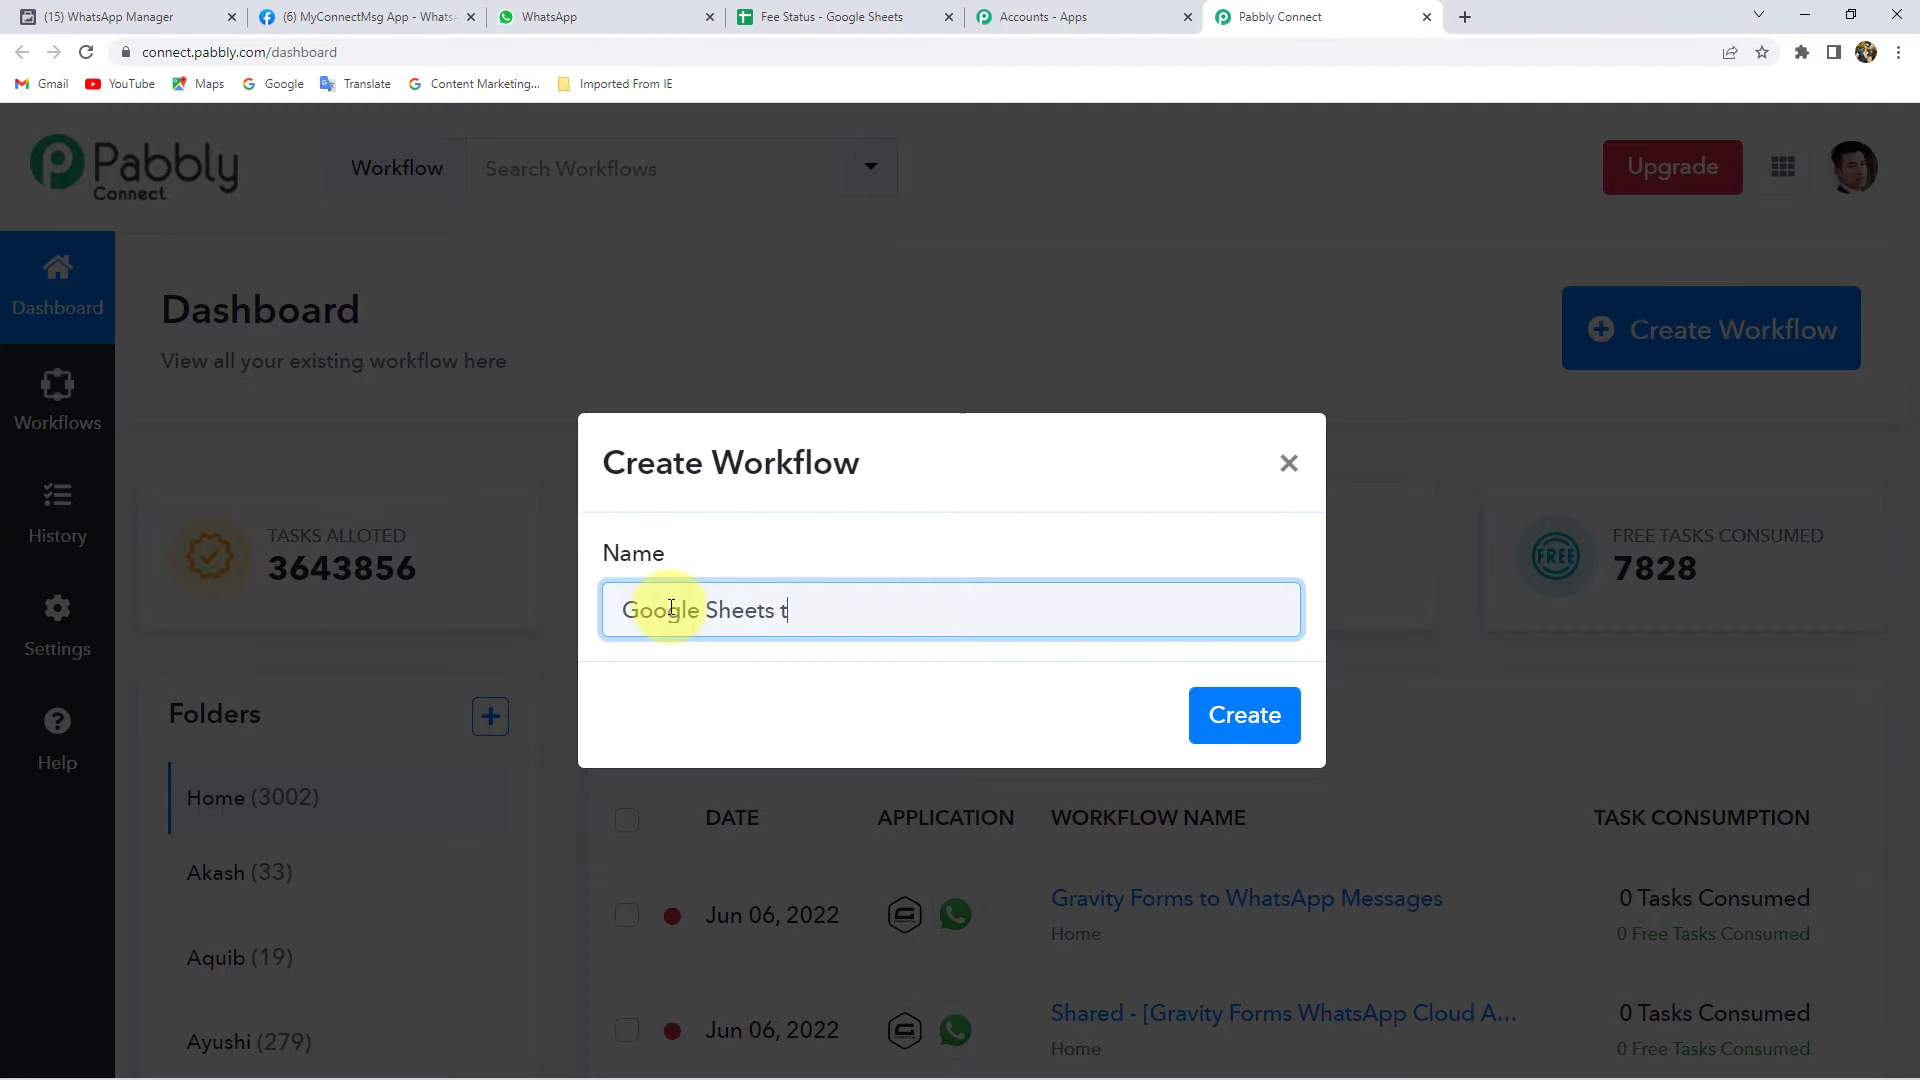 (15) WhatsApp Manager
(6) MyConnectMsg App - Whats
WhatsApp
Fee Status - Google Sheets
Accounts - Apps
Pabbly Connect
connect.pabbly.com/dashboard
Gmail
YouTube
Maps
Google
Translate
Content Marketing...
Imported From IE
Pabbly
Connect
Workflow
Search Workflows
Upgrade
Dashboard
Workflows
History
Settings
Help
Dashboard
View all your existing workflow here
Create Workflow
Create Workflow
Name
Google Sheets t
Create
TASKS ALLOTED
3643856
FREE
FREE TASKS CONSUMED
7828
Folders
Home (3002)
Akash (33)
Aquib (19)
Ayushi (279)
DATE
APPLICATION
WORKFLOW NAME
TASK CONSUMPTION
Jun 06, 2022
Gravity Forms to WhatsApp Messages
Home
0 Tasks Consumed
0 Free Tasks Consumed
Jun 06, 2022
Shared - [Gravity Forms WhatsApp Cloud A...
Home
0 Tasks Consumed
0 Free Tasks Consumed